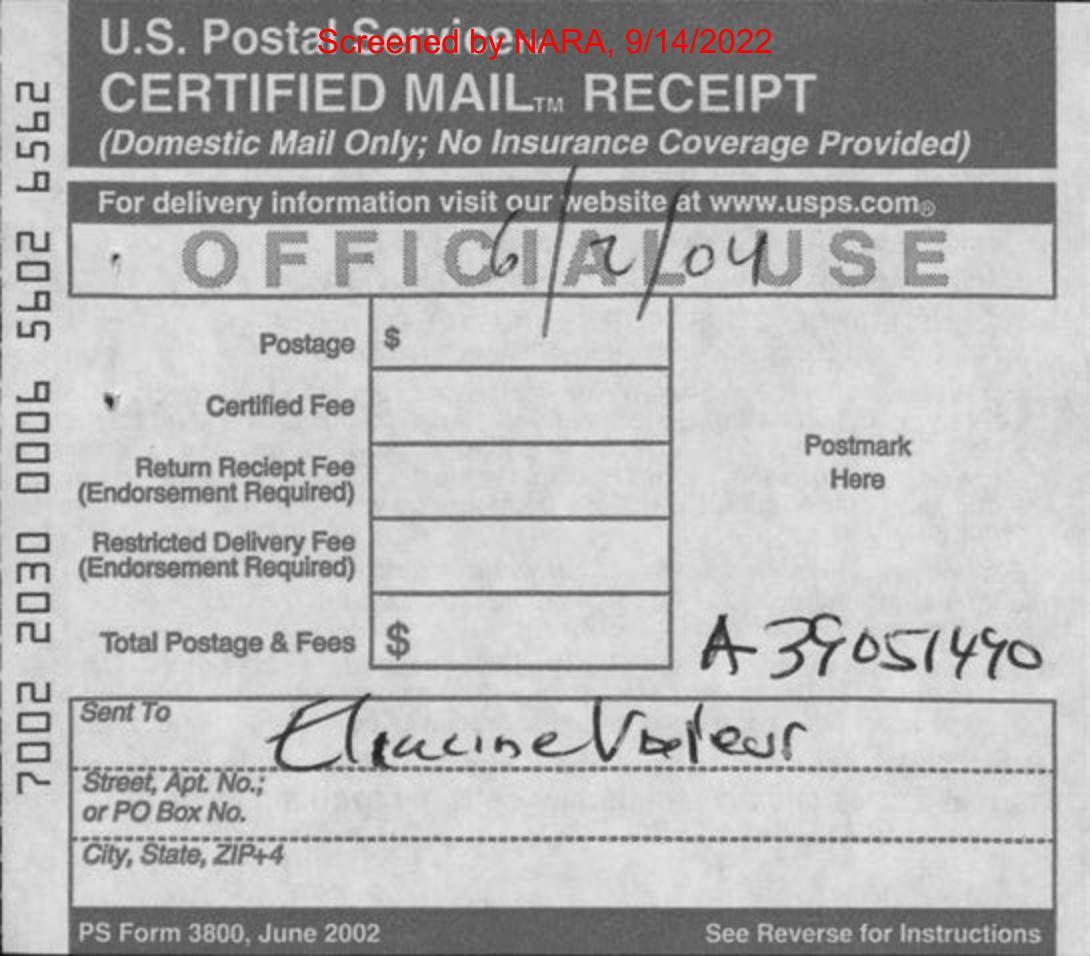 U.S. Postal Service™
Screened by NARA, 9/14/2022
CERTIFIED MAIL™ RECEIPT
(Domestic Mail Only; No Insurance Coverage Provided)
For delivery information visit our website at www.usps.com®
OFFICIAL USE
6/2/04
Postage $
Certified Fee
Return Reciept Fee
(Endorsement Required)
Postmark
Here
Restricted Delivery Fee
(Endorsement Required)
Total Postage & Fees $
A 39051490
Sent To
Street, Apt. No.;
or PO Box No.
City, State, ZIP+4
PS Form 3800, June 2002 See Reverse for Instructions
7002 2030 0006 5602 6562